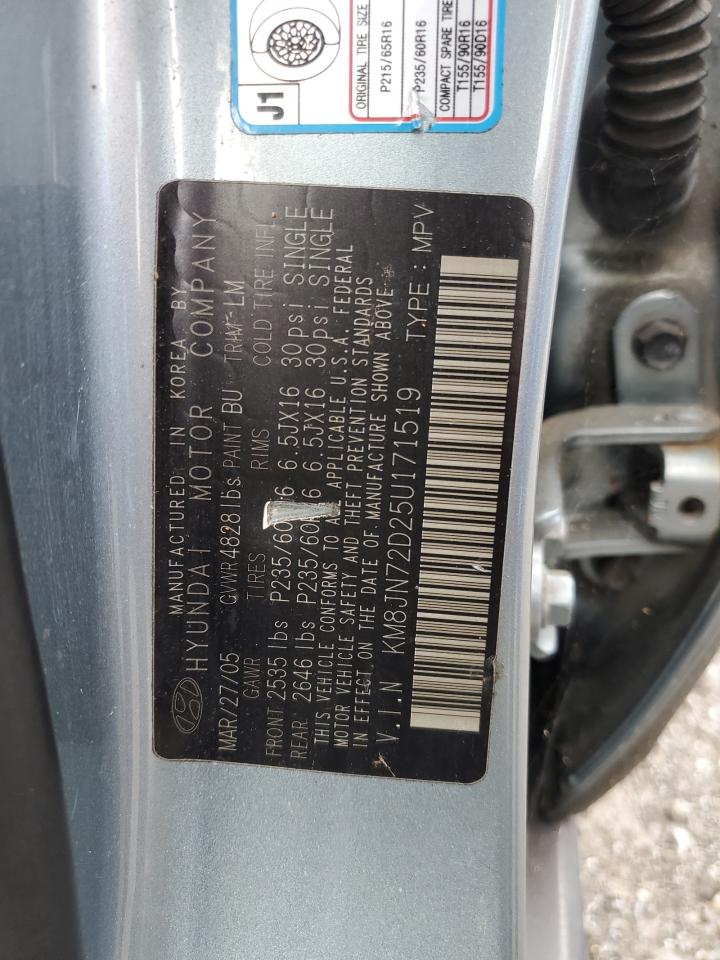 J1
ORIGINAL TIRE SIZE
P215/65R16
P235/60R16
COMPACT SPARE TIRE
T155/90R16
T155/90D16
MANUFACTURED IN KOREA BY
HYUNDAI MOTOR COMPANY
MAR/27/05 GVWR 4828 lbs. PAINT BU TRIM LM
GAWR TIRES RIMS COLD TIRE INFL.
FRONT 2535 lbs P235/60 6 6.5JX16 30psi SINGLE
REAR 2646 lbs P235/60R16 6.5JX16 30psi SINGLE
THIS VEHICLE CONFORMS TO ALL APPLICABLE U.S.A. FEDERAL
MOTOR VEHICLE SAFETY AND THEFT PREVENTION STANDARDS
IN EFFECT ON THE DATE OF MANUFACTURE SHOWN ABOVE
V.I.N KM8JN72D25U171519 TYPE : MPV